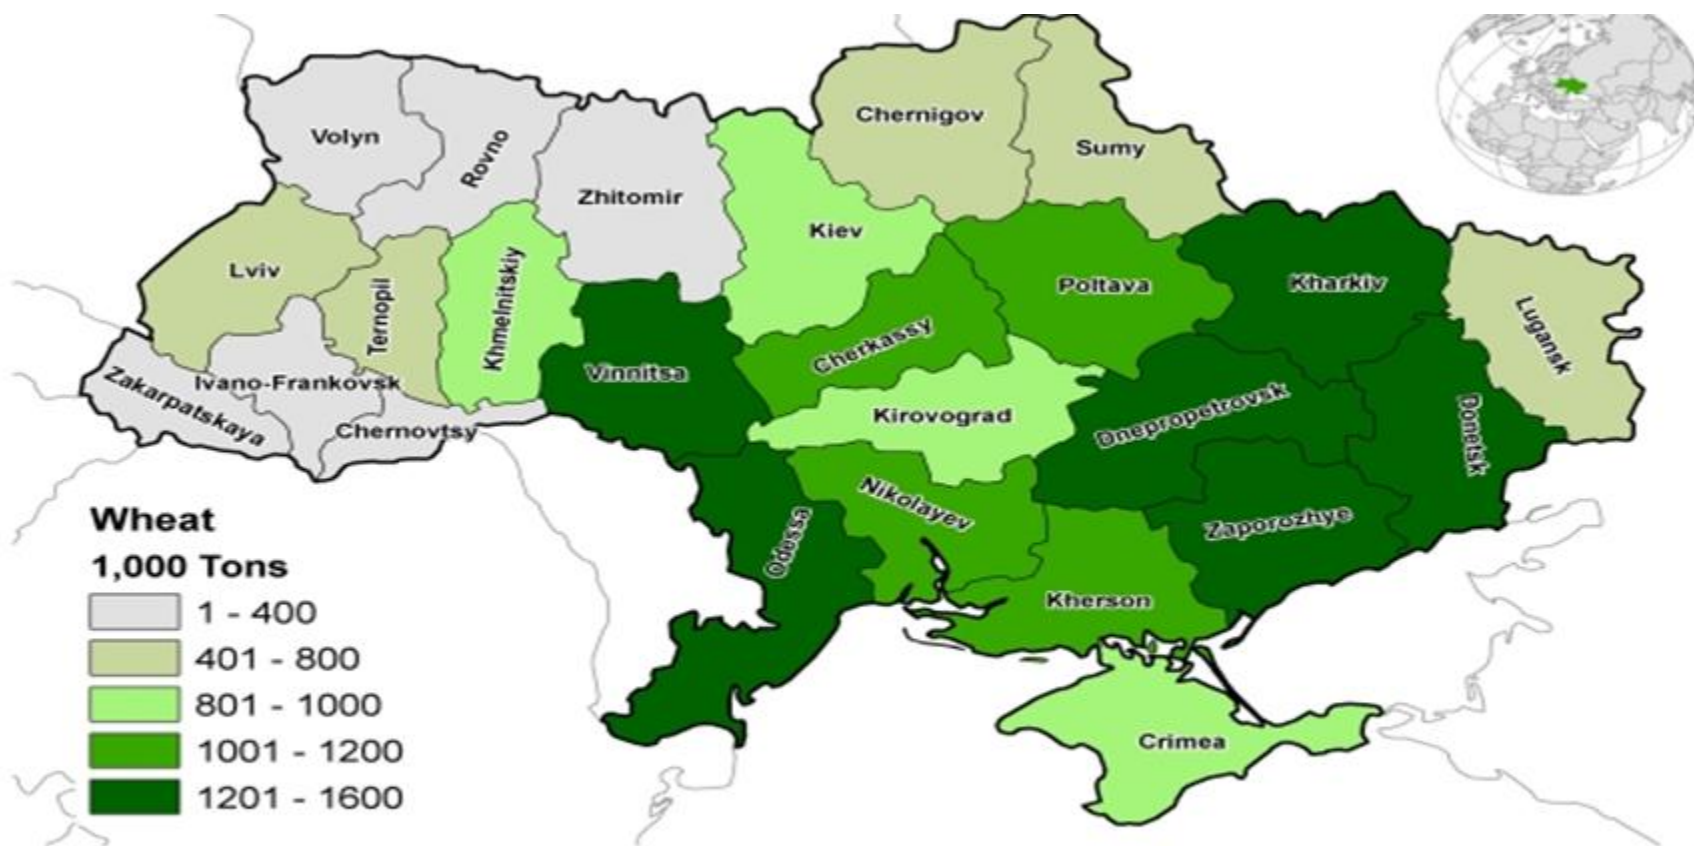 Volyn
Rovno
Zhitomir
Chernigov
Sumy
Kiev
Lviv
Ternopil
Khmelnitskiy
Poltava
Kharkiv
Lugansk
Cherkassy
Vinnitsa
Ivano-Frankovsk
Zakarpatskaya
Chernovtsy
Kirovograd
Dnepropetrovsk
Donetsk
Nikolayev
Odessa
Zaporozhye
Kherson
Crimea
Wheat
1,000 Tons
1 - 400
401 - 800
801 - 1000
1001 - 1200
1201 - 1600